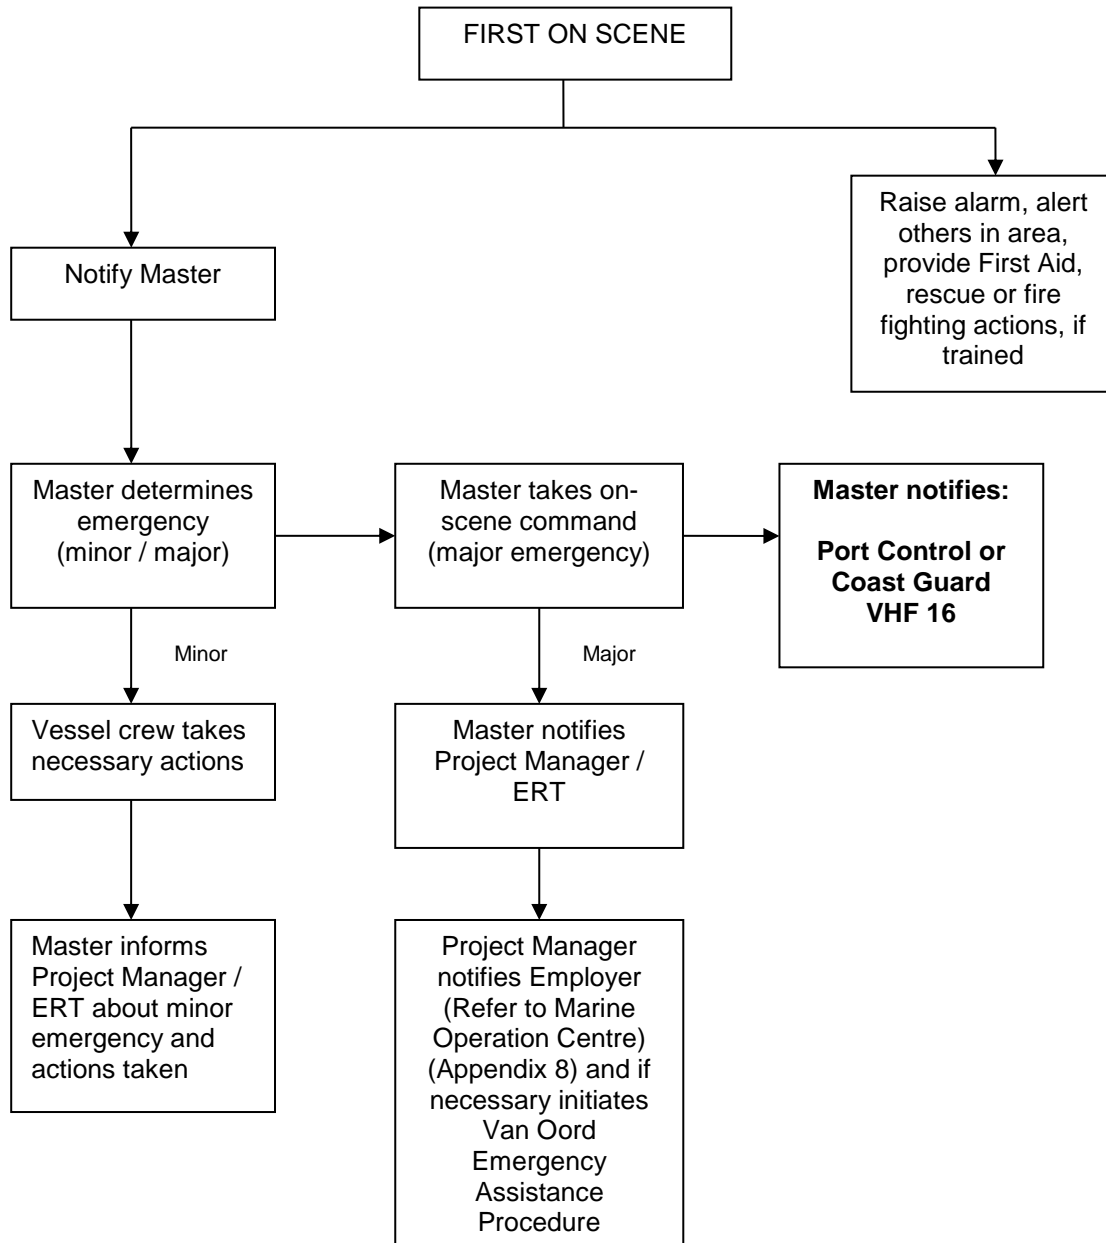 FIRST ON SCENE
Raise alarm, alert
others in area,
provide First Aid,
rescue or fire
fighting actions, if
trained
Notify Master
Master determines
emergency
(minor / major)
Master takes on-
scene command
(major emergency)
Master notifies:
Port Control or
Coast Guard
VHF 16
Minor
Major
Vessel crew takes
necessary actions
Master notifies
Project Manager /
ERT
Master informs
Project Manager /
ERT about minor
emergency and
actions taken
Project Manager
notifies Employer
(Refer to Marine
Operation Centre)
(Appendix 8) and if
necessary initiates
Van Oord
Emergency
Assistance
Procedure